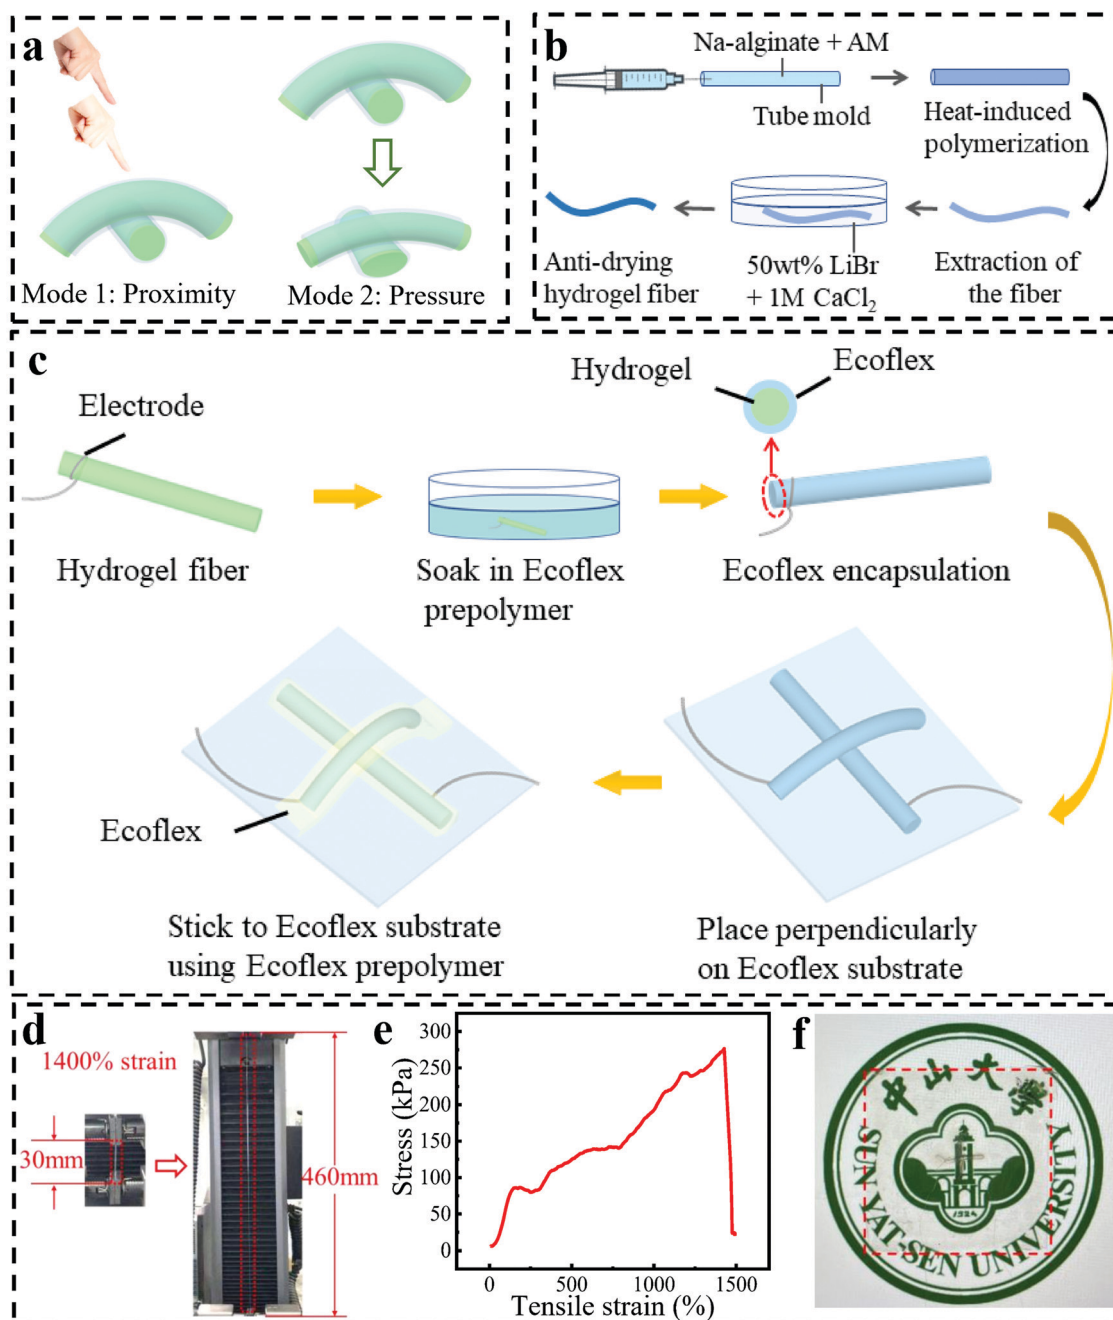 a
Mode 1: Proximity
Mode 2: Pressure
b
Na-alginate + AM
Tube mold
Heat-induced
polymerization
Anti-drying
hydrogel fiber
50wt% LiBr
+ 1M CaCl₂
Extraction of
the fiber
c
Electrode
Hydrogel
Ecoflex
Hydrogel fiber
Soak in Ecoflex
prepolymer
Ecoflex encapsulation
Ecoflex
Stick to Ecoflex substrate
using Ecoflex prepolymer
Place perpendicularly
on Ecoflex substrate
d
1400% strain
30mm
460mm
e
Stress (kPa)
300
250
200
150
100
50
0
0
500
1000
1500
Tensile strain (%)
f
中山大學
1924
SUN YAT-SEN UNIVERSITY